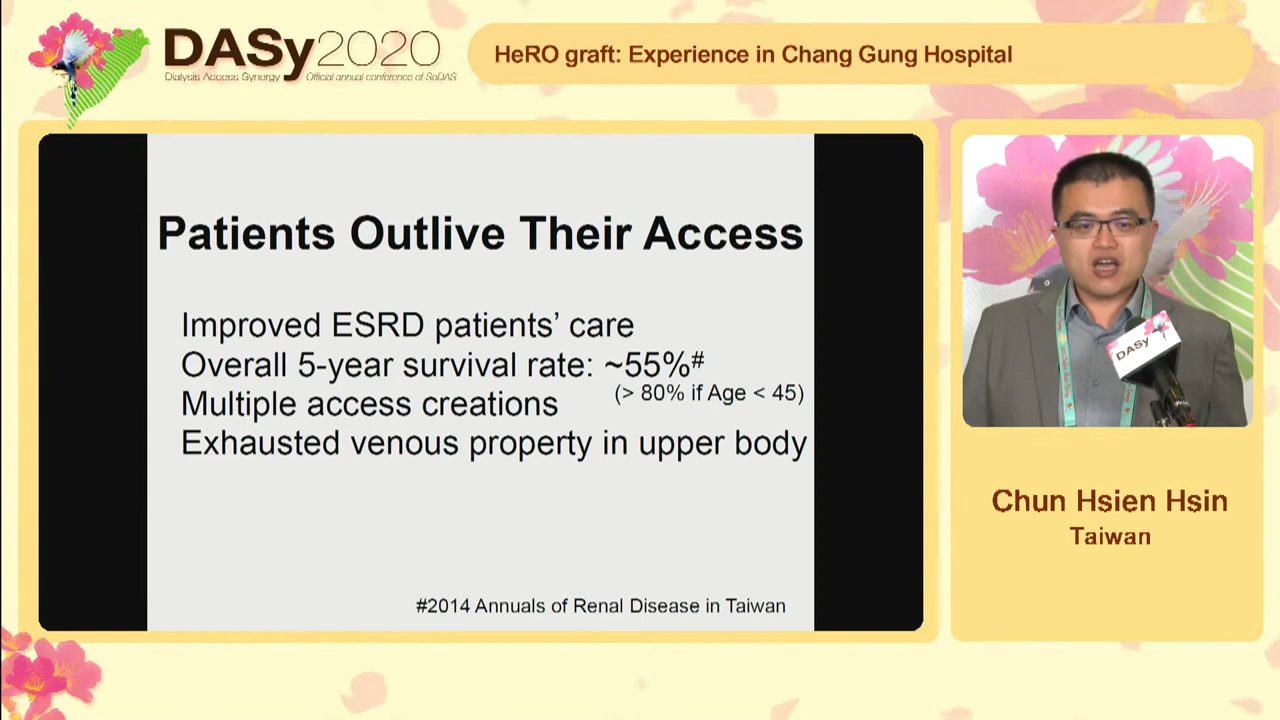 DASy2020
Dialysis Access Synergy Official annual conference of SoDAS
HeRO graft: Experience in Chang Gung Hospital
Patients Outlive Their Access
Improved ESRD patients’ care
Overall 5-year survival rate: ~55%#
(> 80% if Age < 45)
Multiple access creations
Exhausted venous property in upper body
#2014 Annuals of Renal Disease in Taiwan
DASy
Chun Hsien Hsin
Taiwan